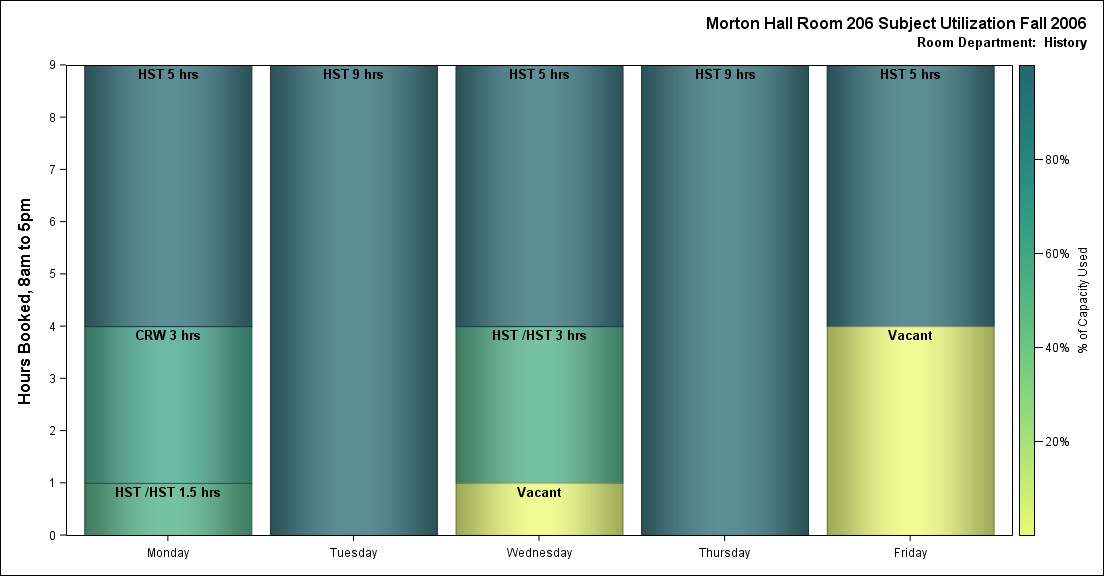 Morton Hall Room 206 Subject Utilization Fall 2006
Room Department:  History
Hours Booked, 8am to 5pm
9
8
7
6
5
4
3
2
1
0
HST 5 hrs
CRW 3 hrs
HST /HST 1.5 hrs
HST 9 hrs
HST 5 hrs
HST /HST 3 hrs
Vacant
HST 9 hrs
HST 5 hrs
Vacant
Monday
Tuesday
Wednesday
Thursday
Friday
80%
60%
40%
20%
% of Capacity Used